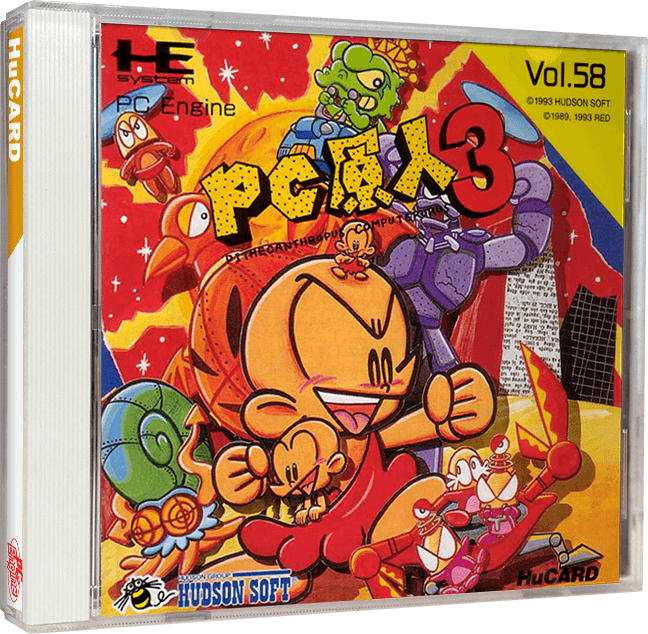 HuCARD
HE
system
PC Engine
Vol.58
©1993 HUDSON SOFT
©1989, 1993 RED
PC原人3
PITHECANTHROPUS COMPUTERURUS
HUDSON GROUP
HUDSON SOFT
HuCARD